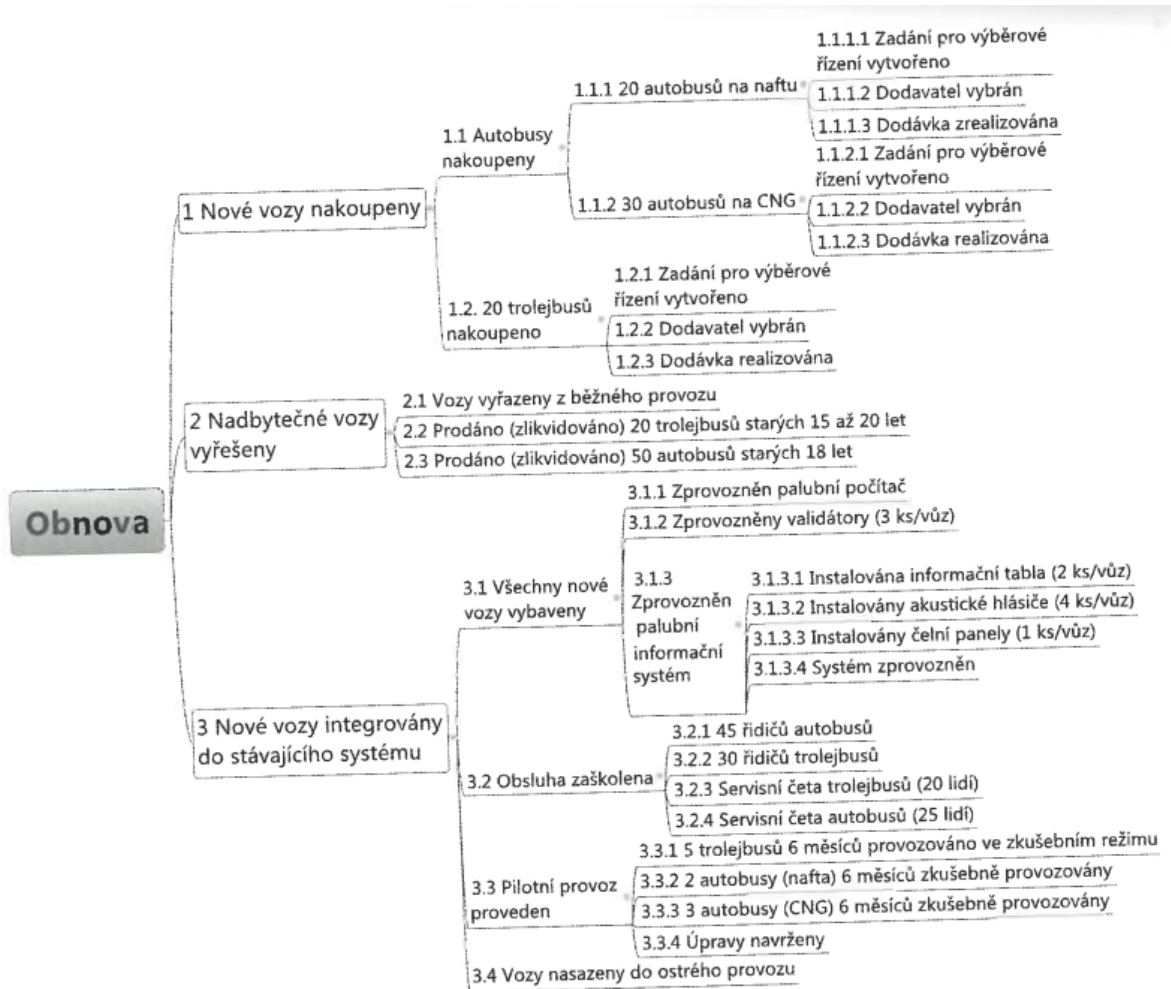 1.1.1.1 Zadání pro výběrové
řízení vytvořeno
1.1.1 20 autobusů na naftu
1.1.1.2 Dodavatel vybrán
1.1.1.3 Dodávka zrealizována
1.1 Autobusy
nakoupeny
1.1.2.1 Zadání pro výběrové
řízení vytvořeno
1.1.2 30 autobusů na CNG
1.1.2.2 Dodavatel vybrán
1.1.2.3 Dodávka realizována
1 Nové vozy nakoupeny
1.2.1 Zadání pro výběrové
řízení vytvořeno
1.2. 20 trolejbusů
nakoupeno
1.2.2 Dodavatel vybrán
1.2.3 Dodávka realizována
2 Nadbytečné vozy
vyřešeny
2.1 Vozy vyřazeny z běžného provozu
2.2 Prodáno (zlikvidováno) 20 trolejbusů starých 15 až 20 let
2.3 Prodáno (zlikvidováno) 50 autobusů starých 18 let
Obnova
3.1.1 Zprovozněn palubní počítač
3.1.2 Zprovozněny validátory (3 ks/vůz)
3.1 Všechny nové
vozy vybaveny
3.1.3
Zprovozněn
palubní
informační
systém
3.1.3.1 Instalována informační tabla (2 ks/vůz)
3.1.3.2 Instalovány akustické hlásiče (4 ks/vůz)
3.1.3.3 Instalovány čelní panely (1 ks/vůz)
3.1.3.4 Systém zprovozněn
3 Nové vozy integrovány
do stávajícího systému
3.2 Obsluha zaškolena
3.2.1 45 řidičů autobusů
3.2.2 30 řidičů trolejbusů
3.2.3 Servisní četa trolejbusů (20 lidí)
3.2.4 Servisní četa autobusů (25 lidí)
3.3 Pilotní provoz
proveden
3.3.1 5 trolejbusů 6 měsíců provozováno ve zkušebním režimu
3.3.2 2 autobusy (nafta) 6 měsíců zkušebně provozovány
3.3.3 3 autobusy (CNG) 6 měsíců zkušebně provozovány
3.3.4 Úpravy navrženy
3.4 Vozy nasazeny do ostrého provozu